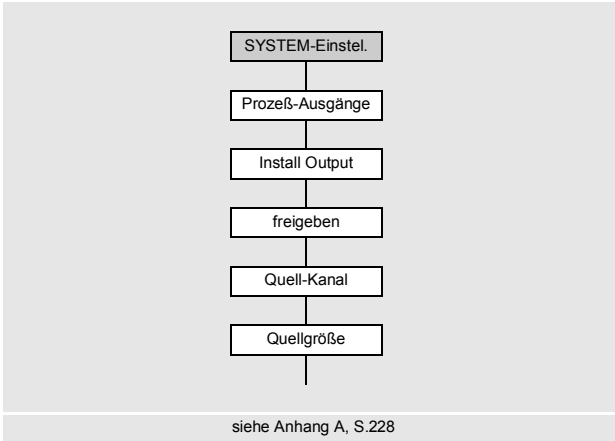 SYSTEM-Einstel.
Prozeß-Ausgänge
Install Output
freigeben
Quell-Kanal
Quellgröße
siehe Anhang A, S.228